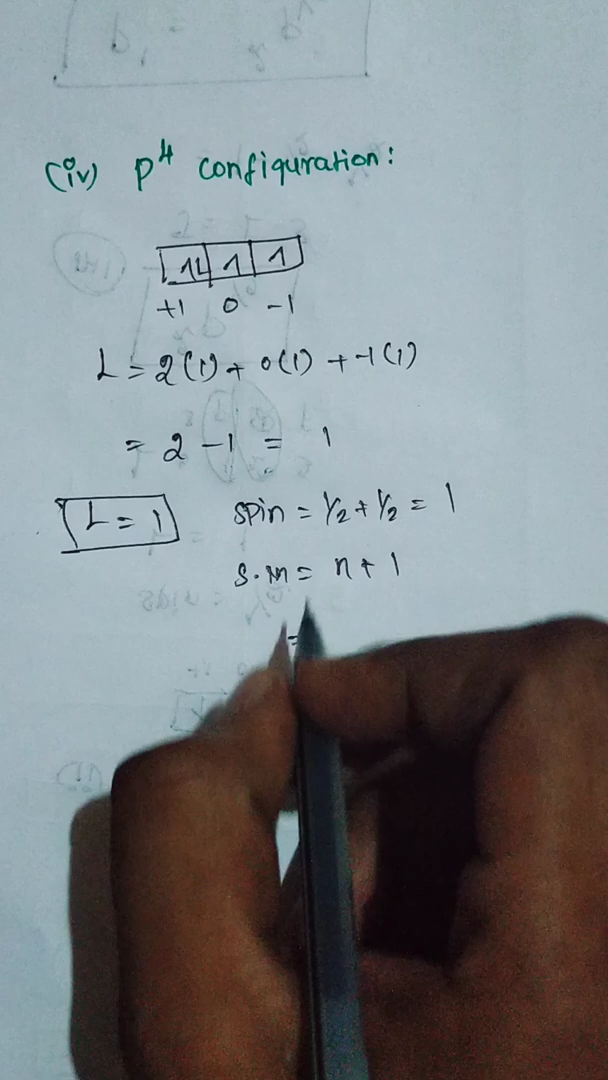 (iv) p⁴ configuration:
1L 1 1
+1 0 -1
L = 2(1) + 0(1) + -1(1)
= 2 - 1 = 1
L = 1 spin = 1/2 + 1/2 = 1
s.m = n + 1
=